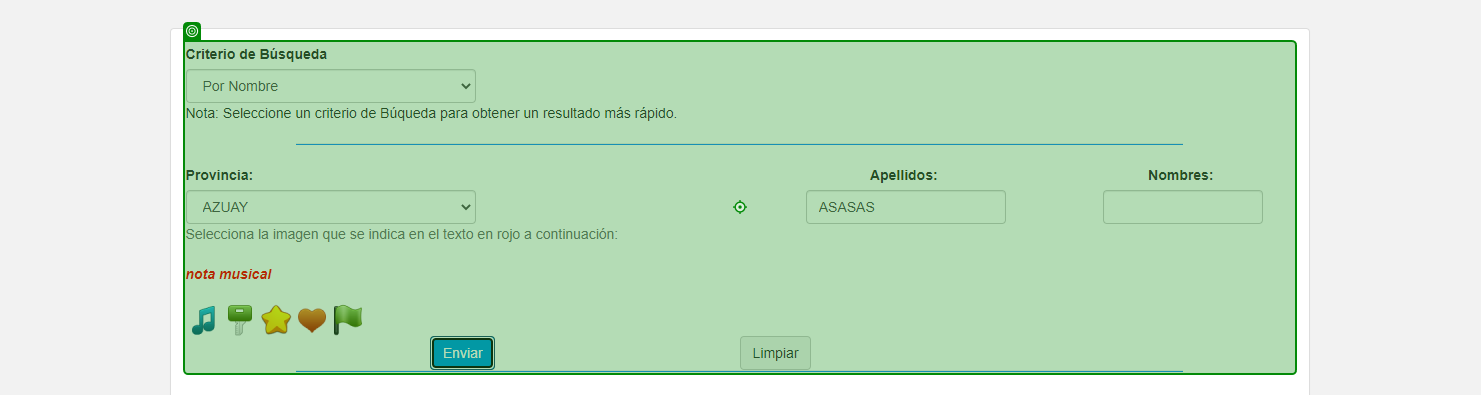 Criterio de Búsqueda
Por Nombre
Nota: Seleccione un criterio de Búqueda para obtener un resultado más rápido.
Provincia: Apellidos: Nombres:
AZUAY ASASAS
Selecciona la imagen que se indica en el texto en rojo a continuación:
nota musical
Enviar Limpiar